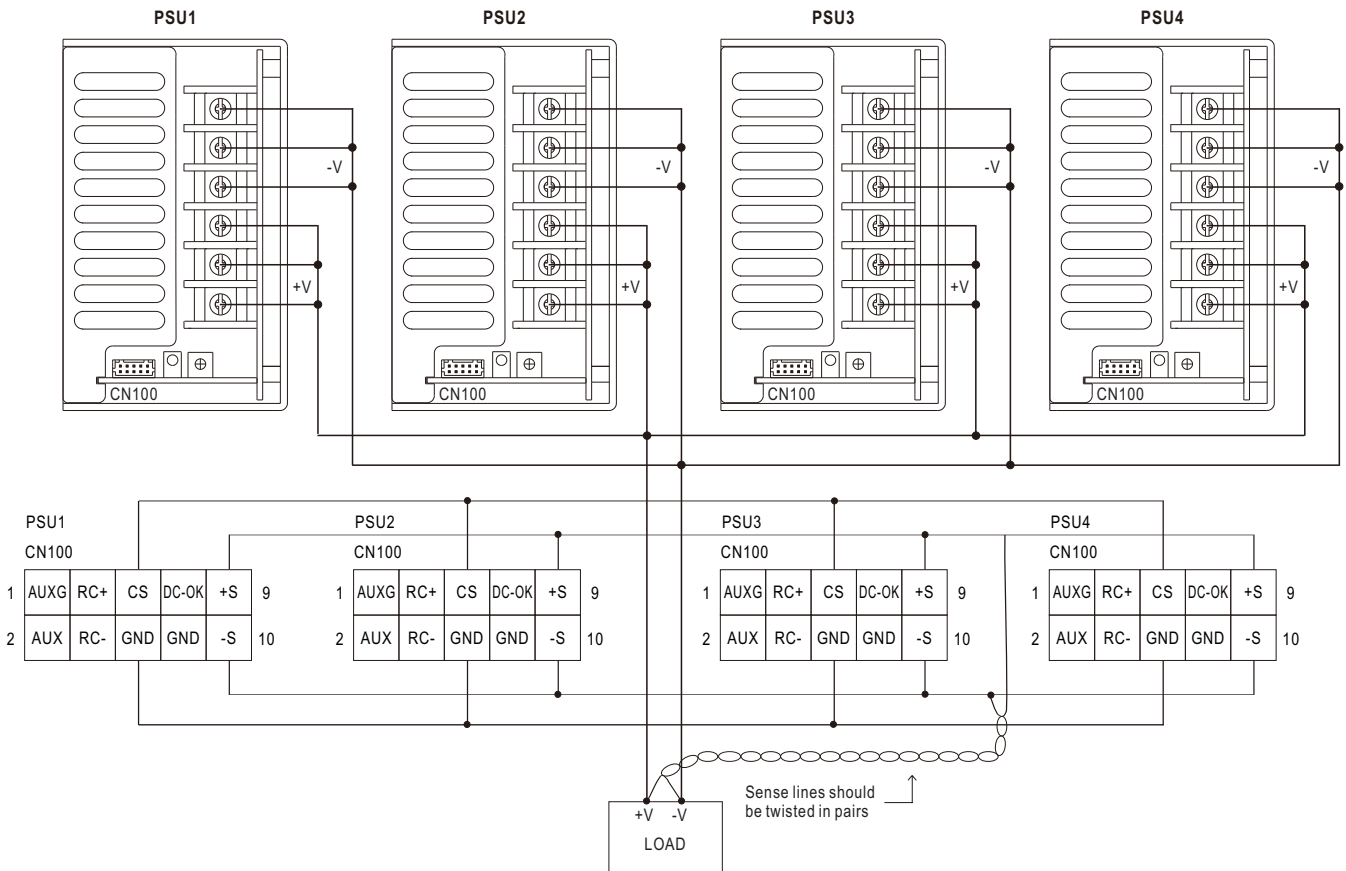 PSU1 PSU2 PSU3 PSU4
-V -V -V -V
+V +V +V +V
CN100 CN100 CN100 CN100
PSU1 PSU2 PSU3 PSU4
CN100 CN100 CN100 CN100
1 AUXG RC+ CS DC-OK +S 9 1 AUXG RC+ CS DC-OK +S 9 1 AUXG RC+ CS DC-OK +S 9 1 AUXG RC+ CS DC-OK +S 9
2 AUX RC- GND GND -S 10 2 AUX RC- GND GND -S 10 2 AUX RC- GND GND -S 10 2 AUX RC- GND GND -S 10
Sense lines should
be twisted in pairs
+V -V
LOAD